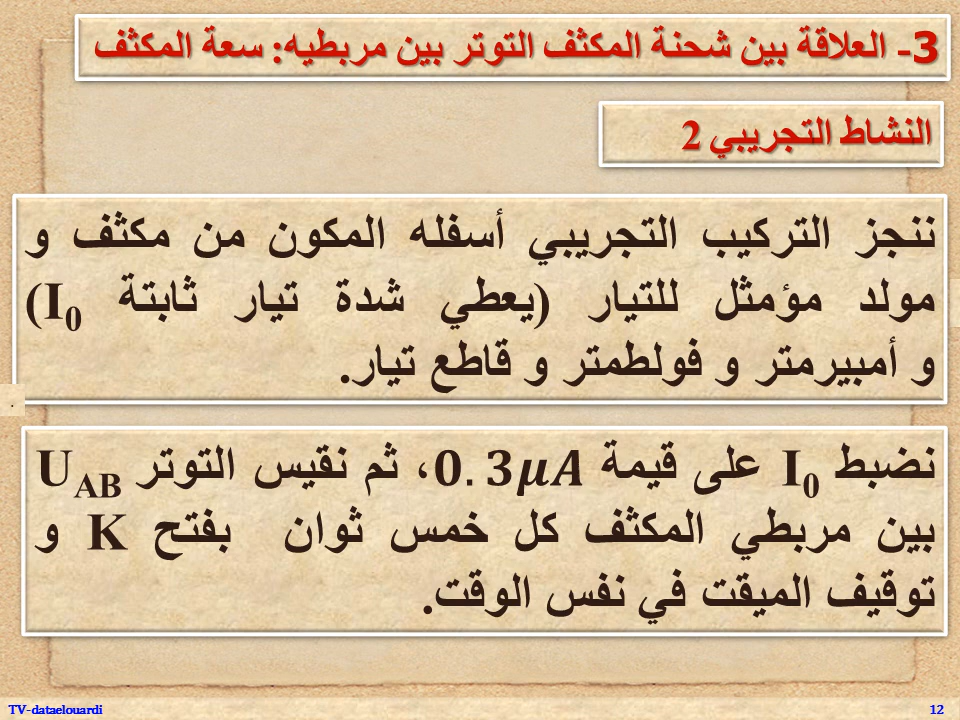 3- العلاقة بين شحنة المكثف التوتر بين مربطيه: سعة المكثف
النشاط التجريبي 2
ننجز التركيب التجريبي أسفله المكون من مكثف و
مولد مؤمثل للتيار (يعطي شدة تيار ثابتة I₀)
و أمبيرمتر و فولطمتر و قاطع تيار.
.
نضبط I₀ على قيمة 0.3μA، ثم نقيس التوتر U_AB
بين مربطي المكثف كل خمس ثوان بفتح K و
توقيف الميقت في نفس الوقت.
TV-dataelouardi
12